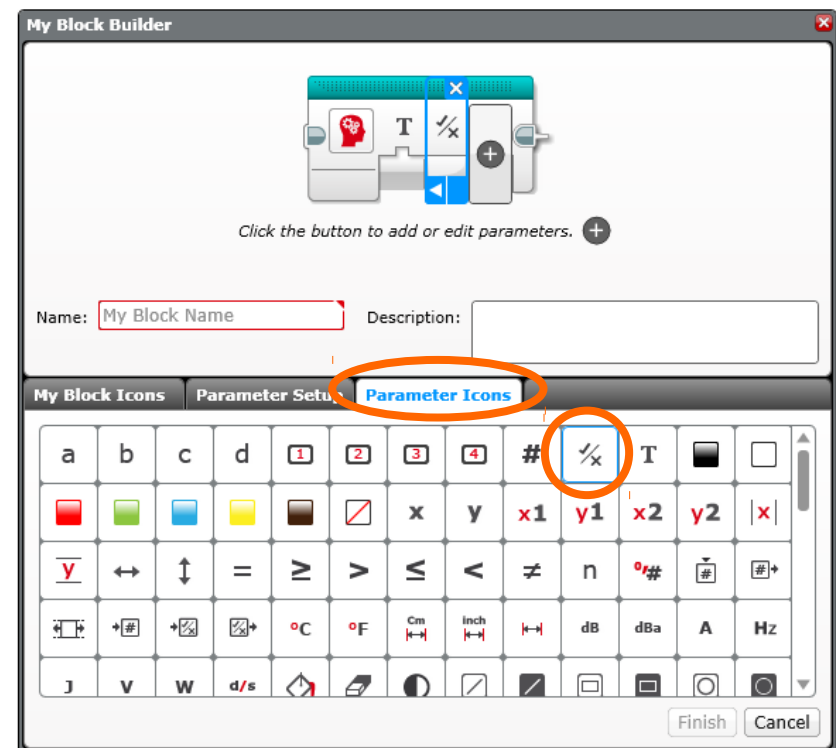 My Block Builder
T
Click the button to add or edit parameters.
Name: My Block Name Description:
My Block Icons Parameter Setup Parameter Icons
a b c d 1 2 3 4 # T
x y x1 y1 x2 y2 |x|
y = ≥ > ≤ < ≠ n °/# #  #
# °C °F Cm inch dB dBa A Hz
J V W d/s
Finish Cancel